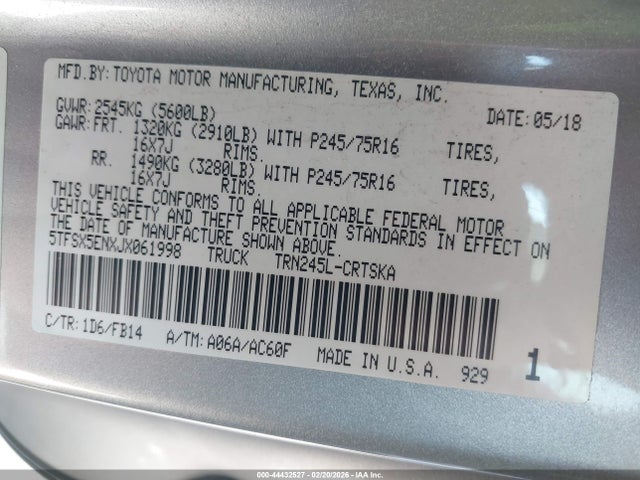 MFD.BY: TOYOTA MOTOR MANUFACTURING, TEXAS, INC.
GVWR: 2545KG (5600LB) DATE: 05/18
GAWR: FRT. 1320KG (2910LB) WITH P245/75R16 TIRES,
16X7J RIMS.
RR. 1490KG (3280LB) WITH P245/75R16 TIRES,
16X7J RIMS.
THIS VEHICLE CONFORMS TO ALL APPLICABLE FEDERAL MOTOR
VEHICLE SAFETY AND THEFT PREVENTION STANDARDS IN EFFECT ON
THE DATE OF MANUFACTURE SHOWN ABOVE.
5TFSX5ENXJX061998 TRUCK TRN245L-CRTSKA
C/TR: 1D6/FB14 A/TM: A06A/AC60F MADE IN U.S.A. 929 1
000-44432527 - 02/20/2026 - IAA Inc.